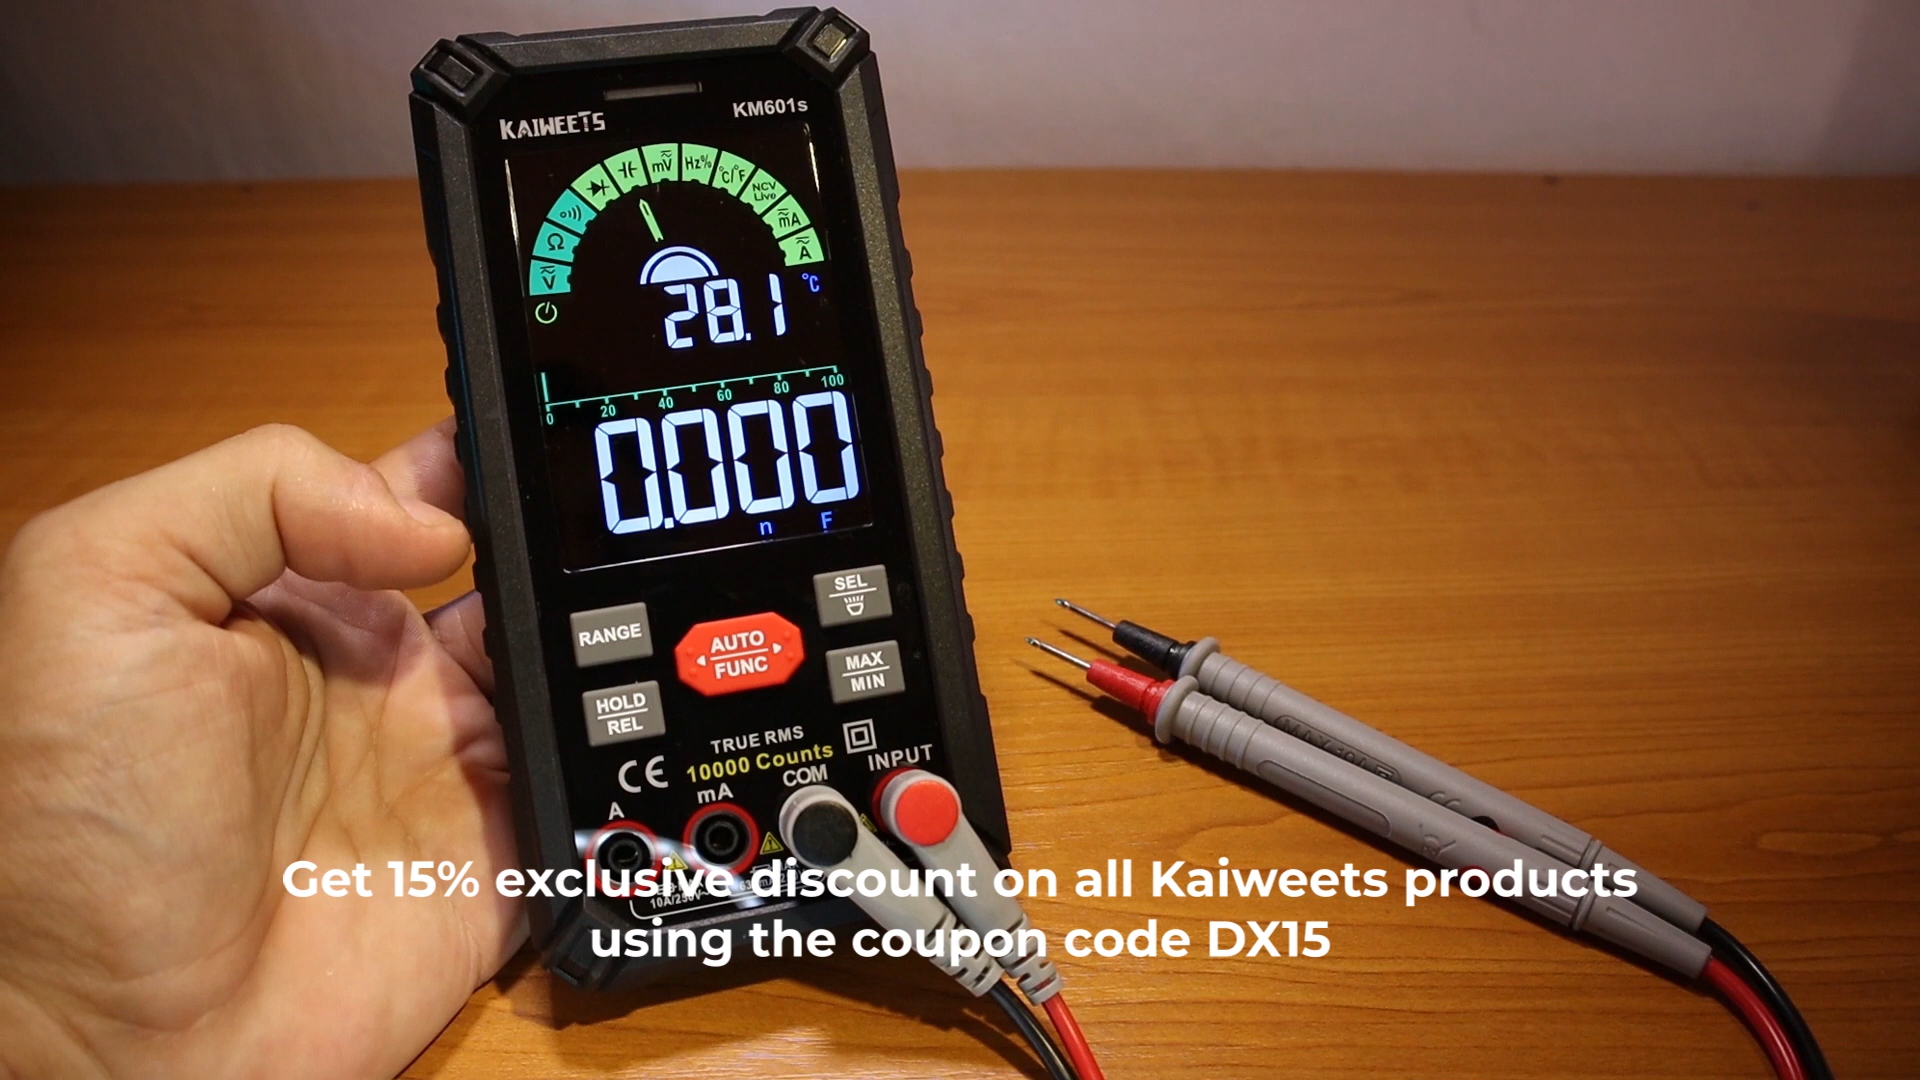 KAIWEETS
KM601s
V Ω mV Hz% °C/°F NCV Live mA A
28.1 °C
0 20 40 60 80 100
0.000
n F
SEL
RANGE
AUTO
FUNC
MAX
MIN
HOLD
REL
TRUE RMS
10000 Counts
CE
A mA COM INPUT
10A/250V
Get 15% exclusive discount on all Kaiweets products
using the coupon code DX15